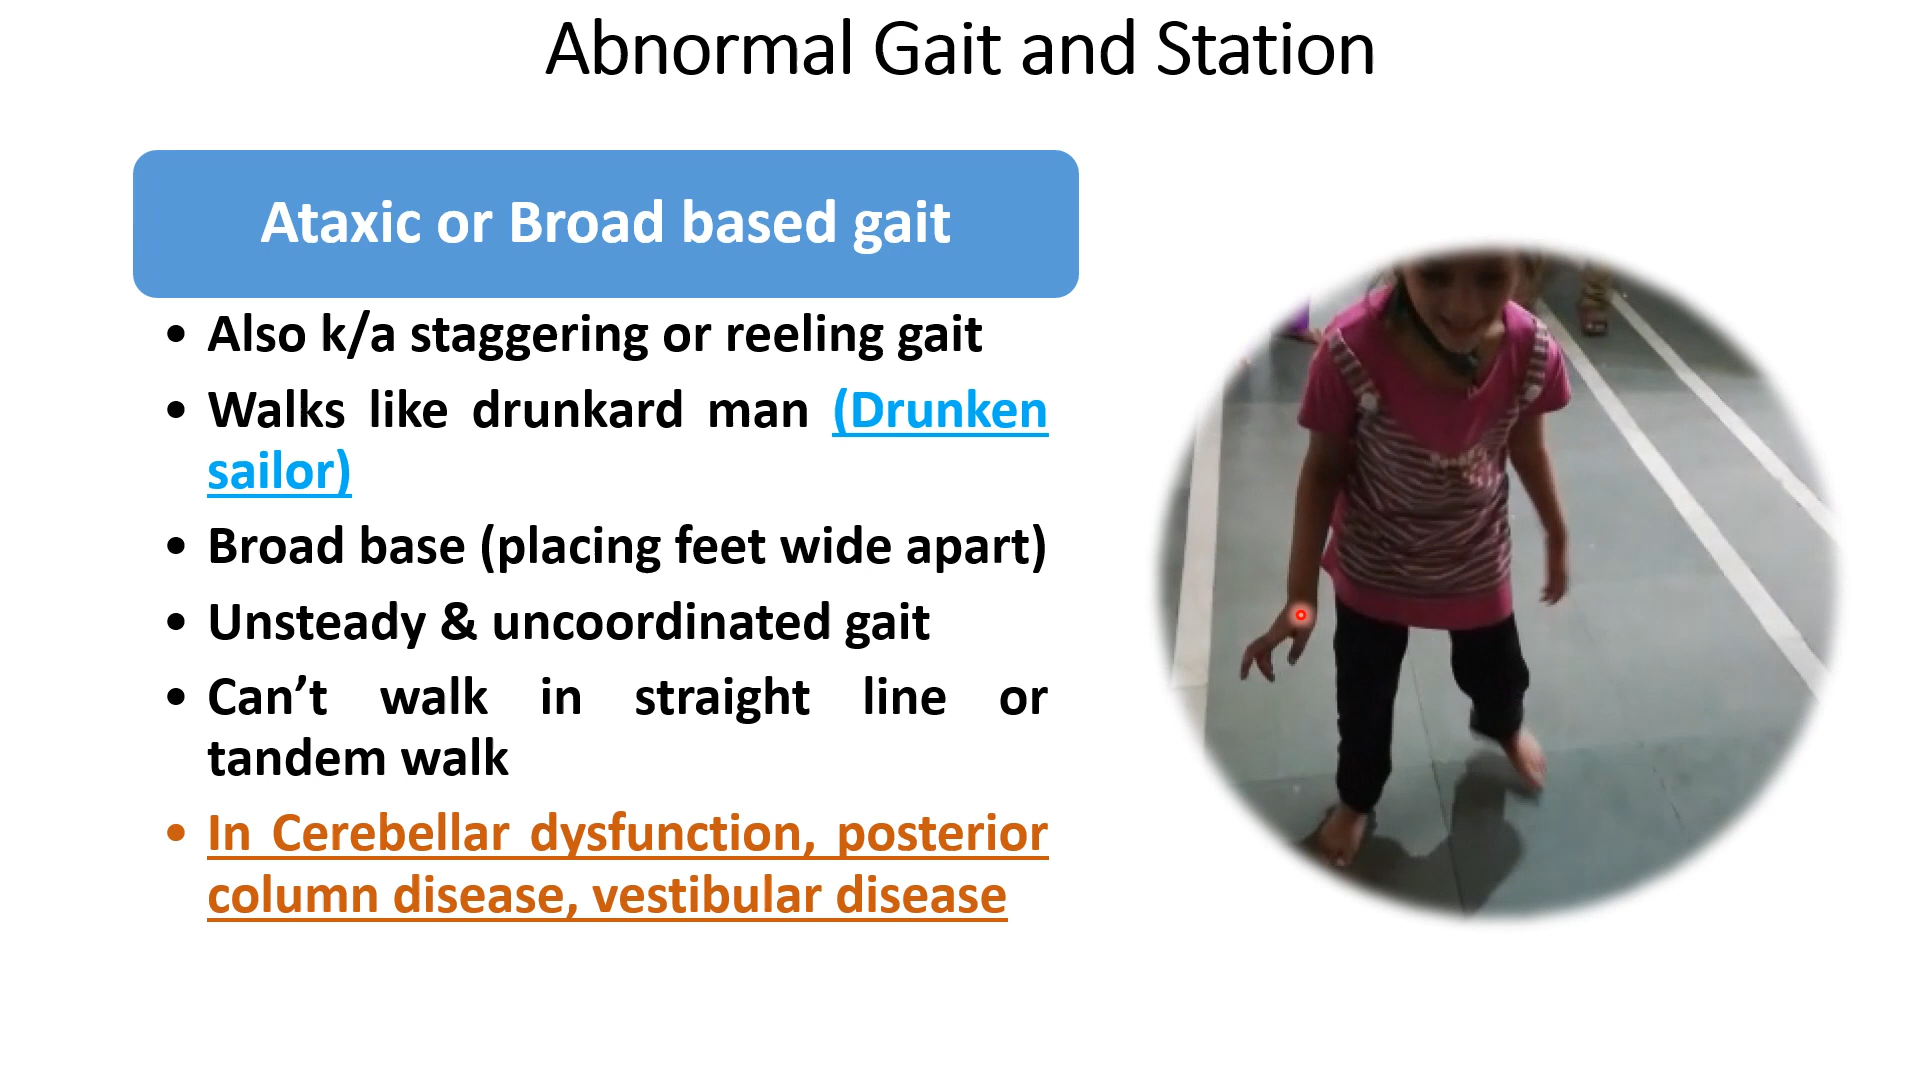 Abnormal Gait and Station
Ataxic or Broad based gait
• Also k/a staggering or reeling gait
• Walks like drunkard man (Drunken
sailor)
• Broad base (placing feet wide apart)
• Unsteady & uncoordinated gait
• Can’t walk in straight line or
tandem walk
• In Cerebellar dysfunction, posterior
column disease, vestibular disease